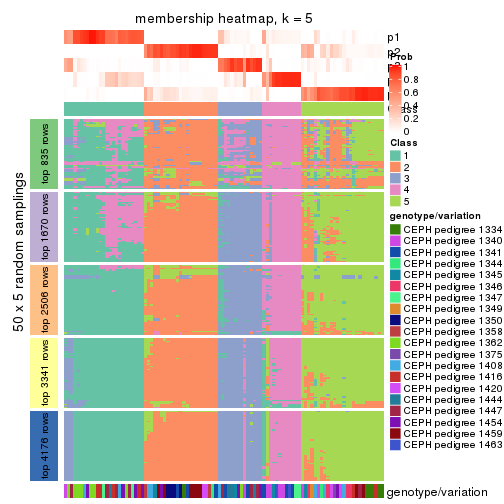 membership heatmap, k = 5
p1
p2
Prob
1
0.8
0.6
0.4
0.2
0
Class
1
2
3
4
5
genotype/variation
CEPH pedigree 1334
CEPH pedigree 1340
CEPH pedigree 1341
CEPH pedigree 1344
CEPH pedigree 1345
CEPH pedigree 1346
CEPH pedigree 1347
CEPH pedigree 1349
CEPH pedigree 1350
CEPH pedigree 1358
CEPH pedigree 1362
CEPH pedigree 1375
CEPH pedigree 1408
CEPH pedigree 1416
CEPH pedigree 1420
CEPH pedigree 1444
CEPH pedigree 1447
CEPH pedigree 1454
CEPH pedigree 1459
CEPH pedigree 1463
50 x 5 random samplings
top 835 rows
top 1670 rows
top 2506 rows
top 3341 rows
top 4176 rows
genotype/variation